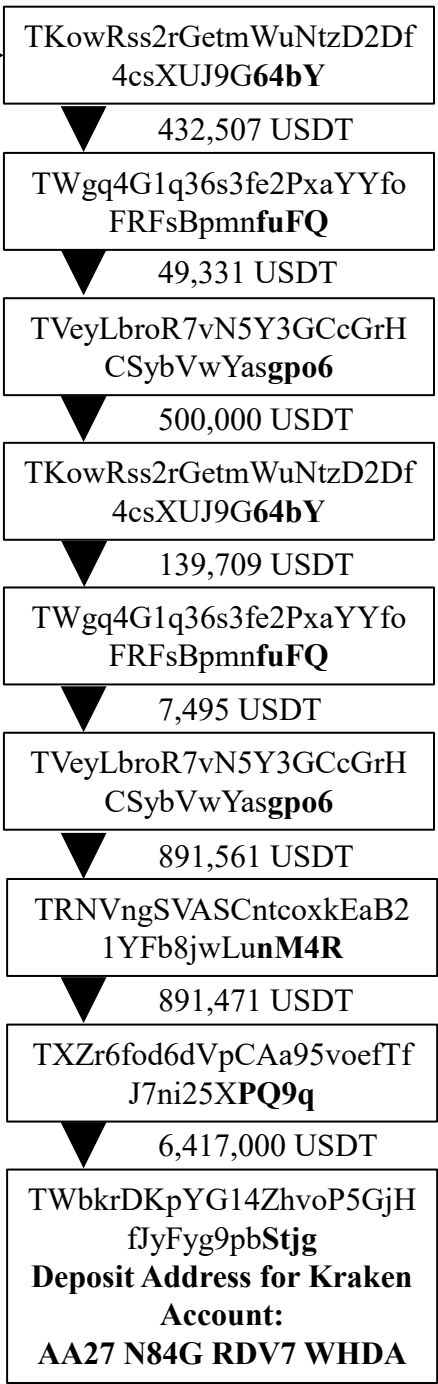 TKowRss2rGetmWuNtzD2Df
4csXUJ9G64bY
432,507 USDT
TWgq4G1q36s3fe2PxaYYfo
FRFsBpmnfuFQ
49,331 USDT
TVeyLbroR7vN5Y3GCcGrH
CSybVwYasgpo6
500,000 USDT
TKowRss2rGetmWuNtzD2Df
4csXUJ9G64bY
139,709 USDT
TWgq4G1q36s3fe2PxaYYfo
FRFsBpmnfuFQ
7,495 USDT
TVeyLbroR7vN5Y3GCcGrH
CSybVwYasgpo6
891,561 USDT
TRNVngSVASCntcoxkEaB2
1YFb8jwLunM4R
891,471 USDT
TXZr6fod6dVpCAa95voefTf
J7ni25XPQ9q
6,417,000 USDT
TWbkrDKpYG14ZhvoP5GjH
fJyFyg9pbStjg
Deposit Address for Kraken
Account:
AA27 N84G RDV7 WHDA